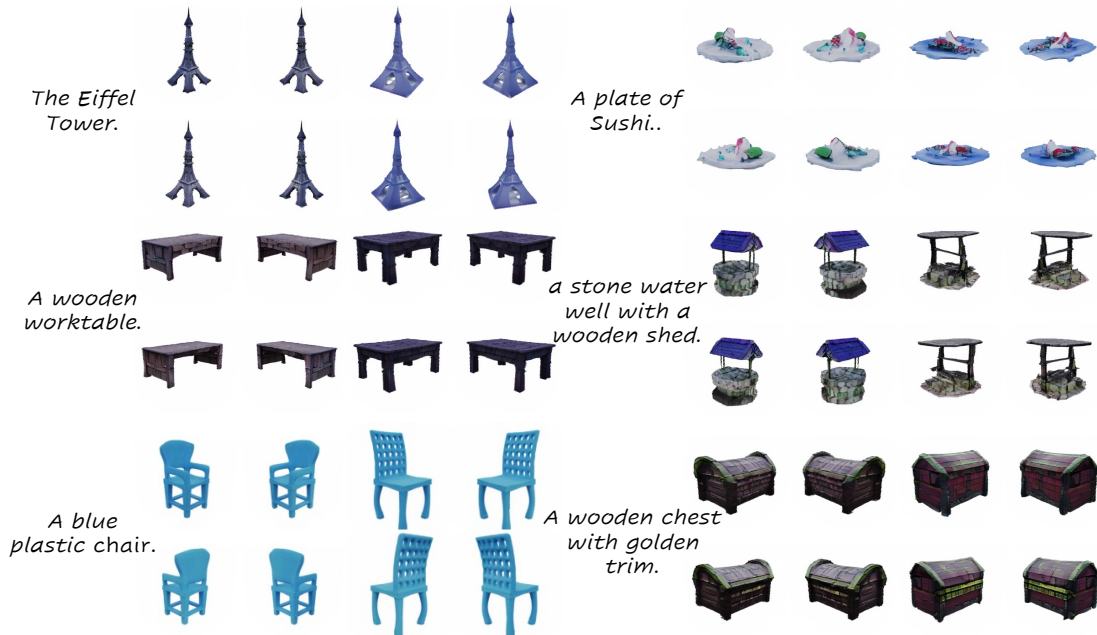 The Eiffel
Tower.
A plate of
Sushi..
A wooden
worktable.
a stone water
well with a
wooden shed.
A blue
plastic chair.
A wooden chest
with golden
trim.